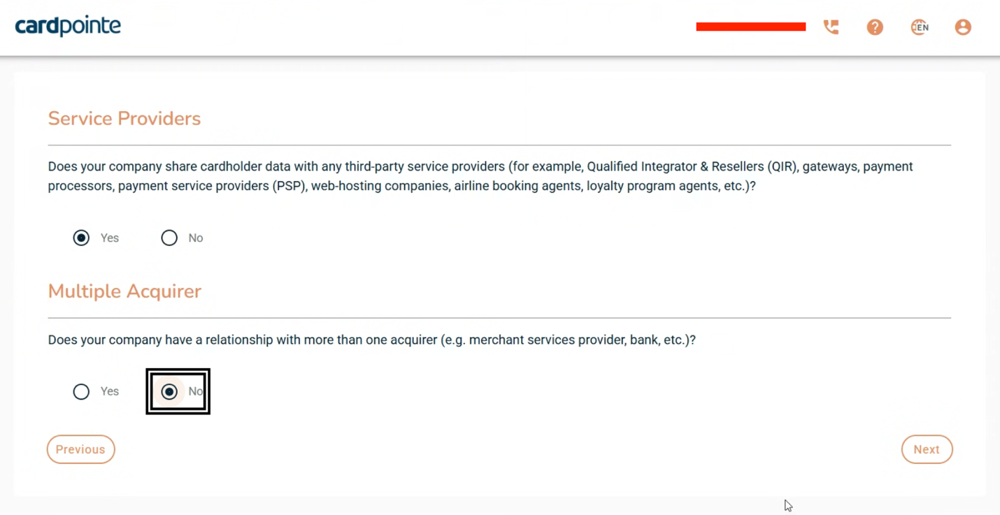 cardpointe
EN
Service Providers
Does your company share cardholder data with any third-party service providers (for example, Qualified Integrator & Resellers (QIR), gateways, payment
processors, payment service providers (PSP), web-hosting companies, airline booking agents, loyalty program agents, etc.)?
Yes No
Multiple Acquirer
Does your company have a relationship with more than one acquirer (e.g. merchant services provider, bank, etc.)?
Yes No
Previous Next